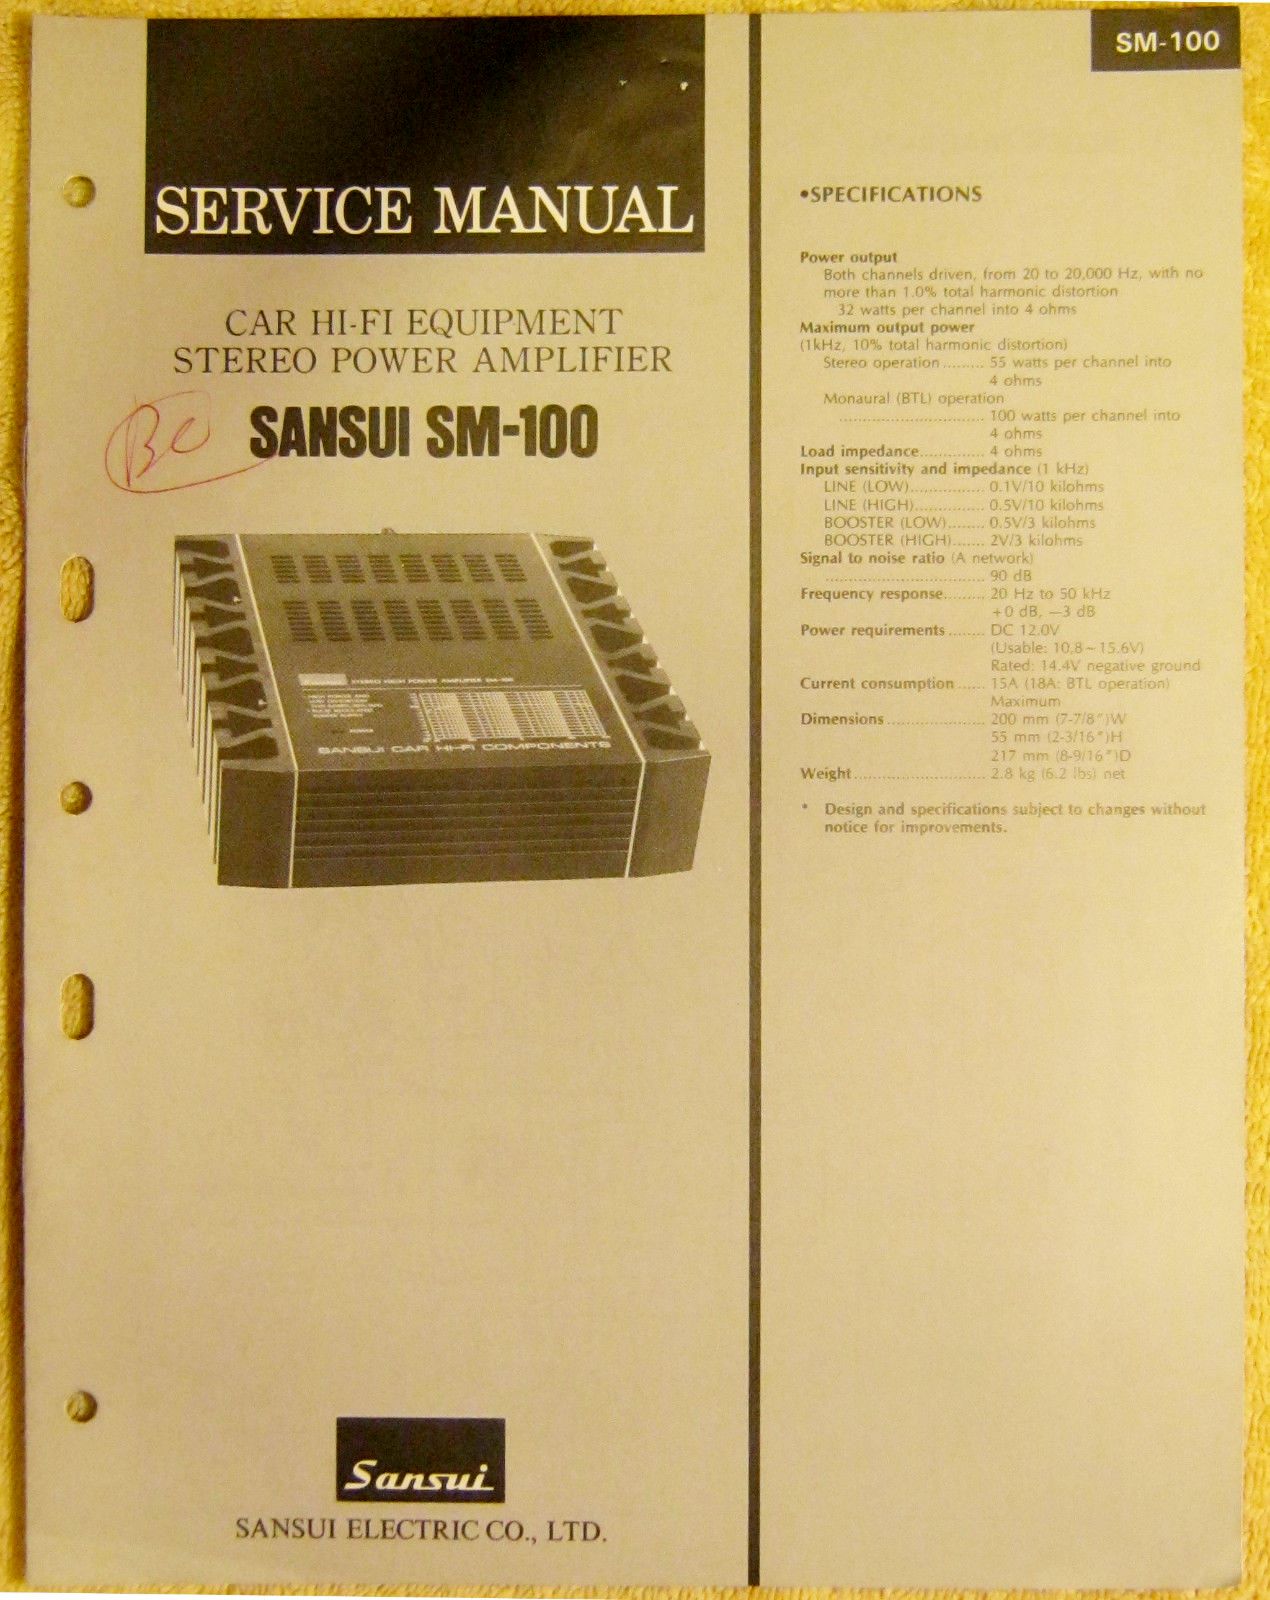 SM-100
SERVICE MANUAL
CAR HI-FI EQUIPMENT
STEREO POWER AMPLIFIER
BC
SANSUI SM-100
STEREO HIGH POWER AMPLIFIER SM-100
POWER
SANSUI CAR HI-FI COMPONENTS
Sansui
SANSUI ELECTRIC CO., LTD.
•SPECIFICATIONS
Power output
Both channels driven, from 20 to 20,000 Hz, with no
more than 1.0% total harmonic distortion
32 watts per channel into 4 ohms
Maximum output power
(1kHz, 10% total harmonic distortion)
Stereo operation ......... 55 watts per channel into
4 ohms
Monaural (BTL) operation
............................... 100 watts per channel into
4 ohms
Load impedance.............. 4 ohms
Input sensitivity and impedance (1 kHz)
LINE (LOW)................ 0.1V/10 kilohms
LINE (HIGH)............... 0.5V/10 kilohms
BOOSTER (LOW)........ 0.5V/3 kilohms
BOOSTER (HIGH)....... 2V/3 kilohms
Signal to noise ratio (A network)
.................................. 90 dB
Frequency response......... 20 Hz to 50 kHz
+0 dB, −3 dB
Power requirements ........ DC 12.0V
(Usable: 10.8 ~ 15.6V)
Rated: 14.4V negative ground
Current consumption ...... 15A (18A: BTL operation)
Maximum
Dimensions ..................... 200 mm (7-7/8")W
55 mm (2-3/16")H
217 mm (8-9/16")D
Weight............................ 2.8 kg (6.2 lbs) net
* Design and specifications subject to changes without
notice for improvements.